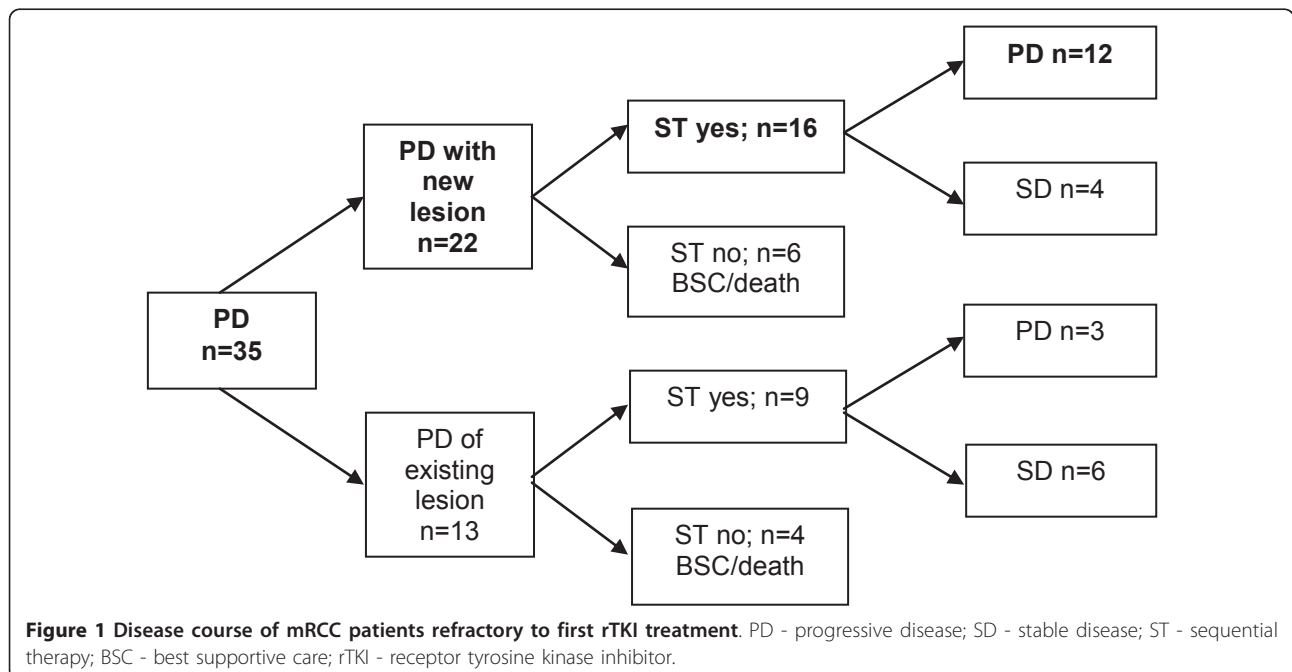 PD n=12
PD with
new
lesion
n=22
ST yes; n=16
SD n=4
ST no; n=6
BSC/death
PD
n=35
PD n=3
ST yes; n=9
PD of
existing
lesion
n=13
SD n=6
ST no; n=4
BSC/death
Figure 1 Disease course of mRCC patients refractory to first rTKI treatment. PD - progressive disease; SD - stable disease; ST - sequential
therapy; BSC - best supportive care; rTKI - receptor tyrosine kinase inhibitor.